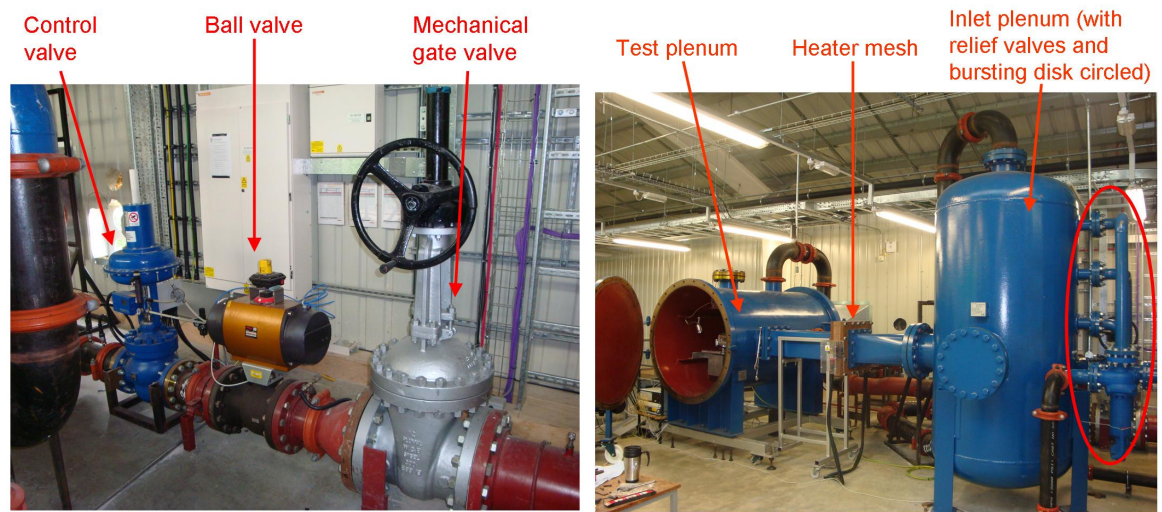 Control
valve
Ball valve
Mechanical
gate valve
Test plenum
Heater mesh
Inlet plenum (with
relief valves and
bursting disk circled)